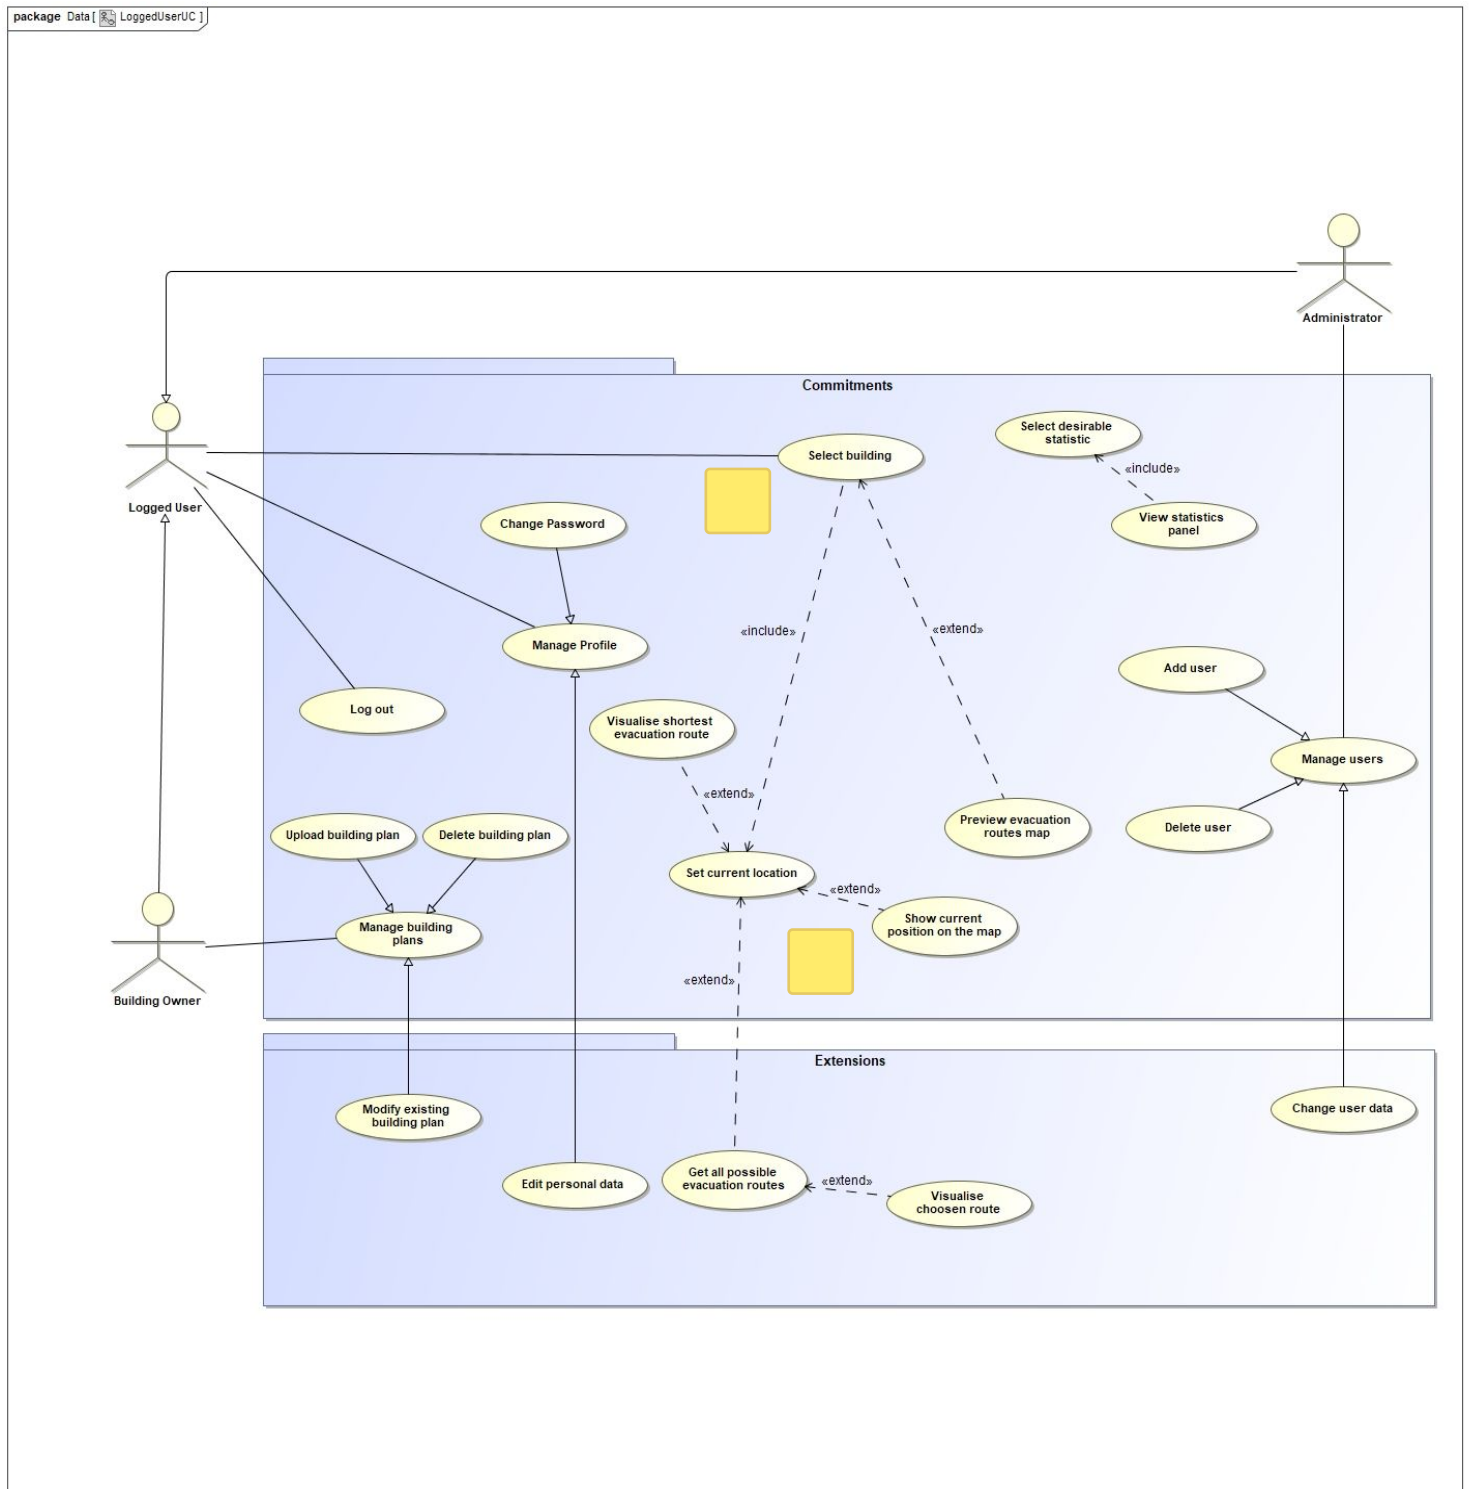 package Data [ LoggedUserUC ]
Administrator
Commitments
Select desirable
statistic
Select building
«include»
Logged User
Change Password
View statistics
panel
«include»
«extend»
Manage Profile
Add user
Log out
Visualise shortest
evacuation route
Manage users
«extend»
Upload building plan
Delete building plan
Preview evacuation
routes map
Delete user
Set current location
«extend»
Show current
position on the map
Manage building
plans
«extend»
Building Owner
Extensions
Modify existing
building plan
Change user data
Edit personal data
Get all possible
evacuation routes
«extend»
Visualise
choosen route